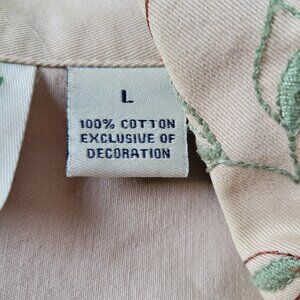 L
100% COTTON
EXCLUSIVE OF
DECORATION